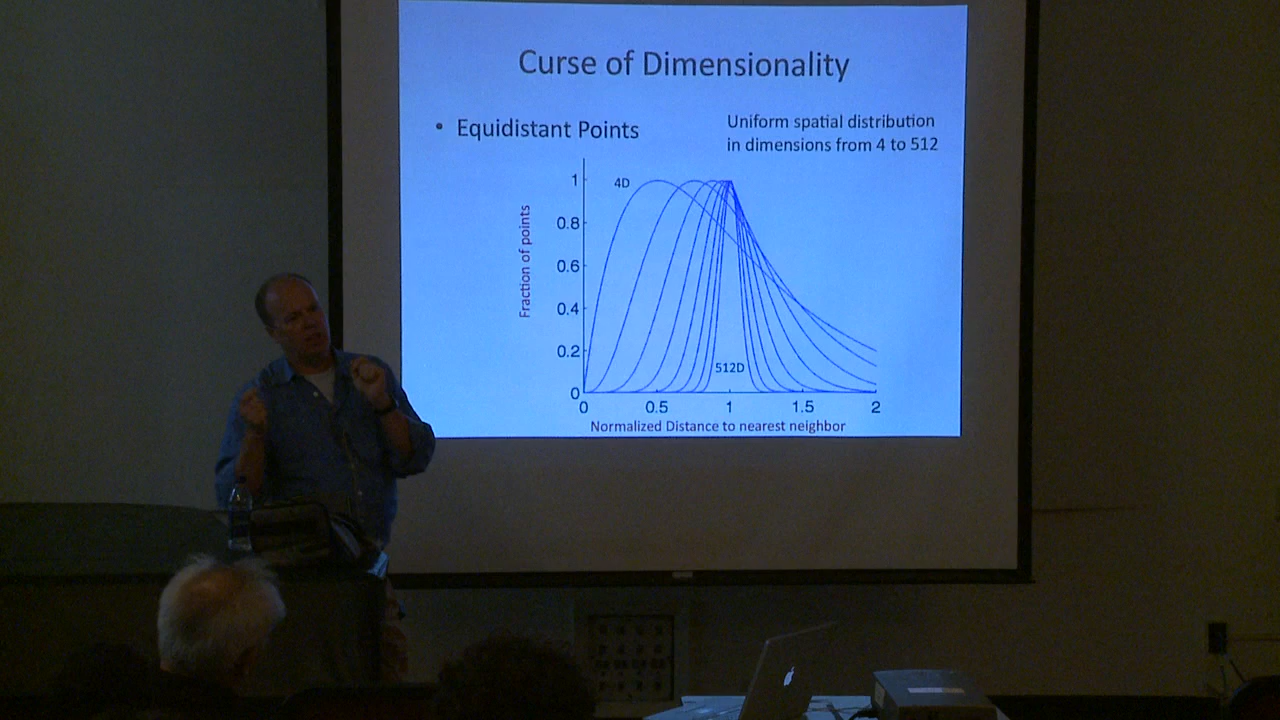 Curse of Dimensionality
• Equidistant Points
Uniform spatial distribution
in dimensions from 4 to 512
4D
512D
Fraction of points
1
0.8
0.6
0.4
0.2
0
0 0.5 1 1.5 2
Normalized Distance to nearest neighbor